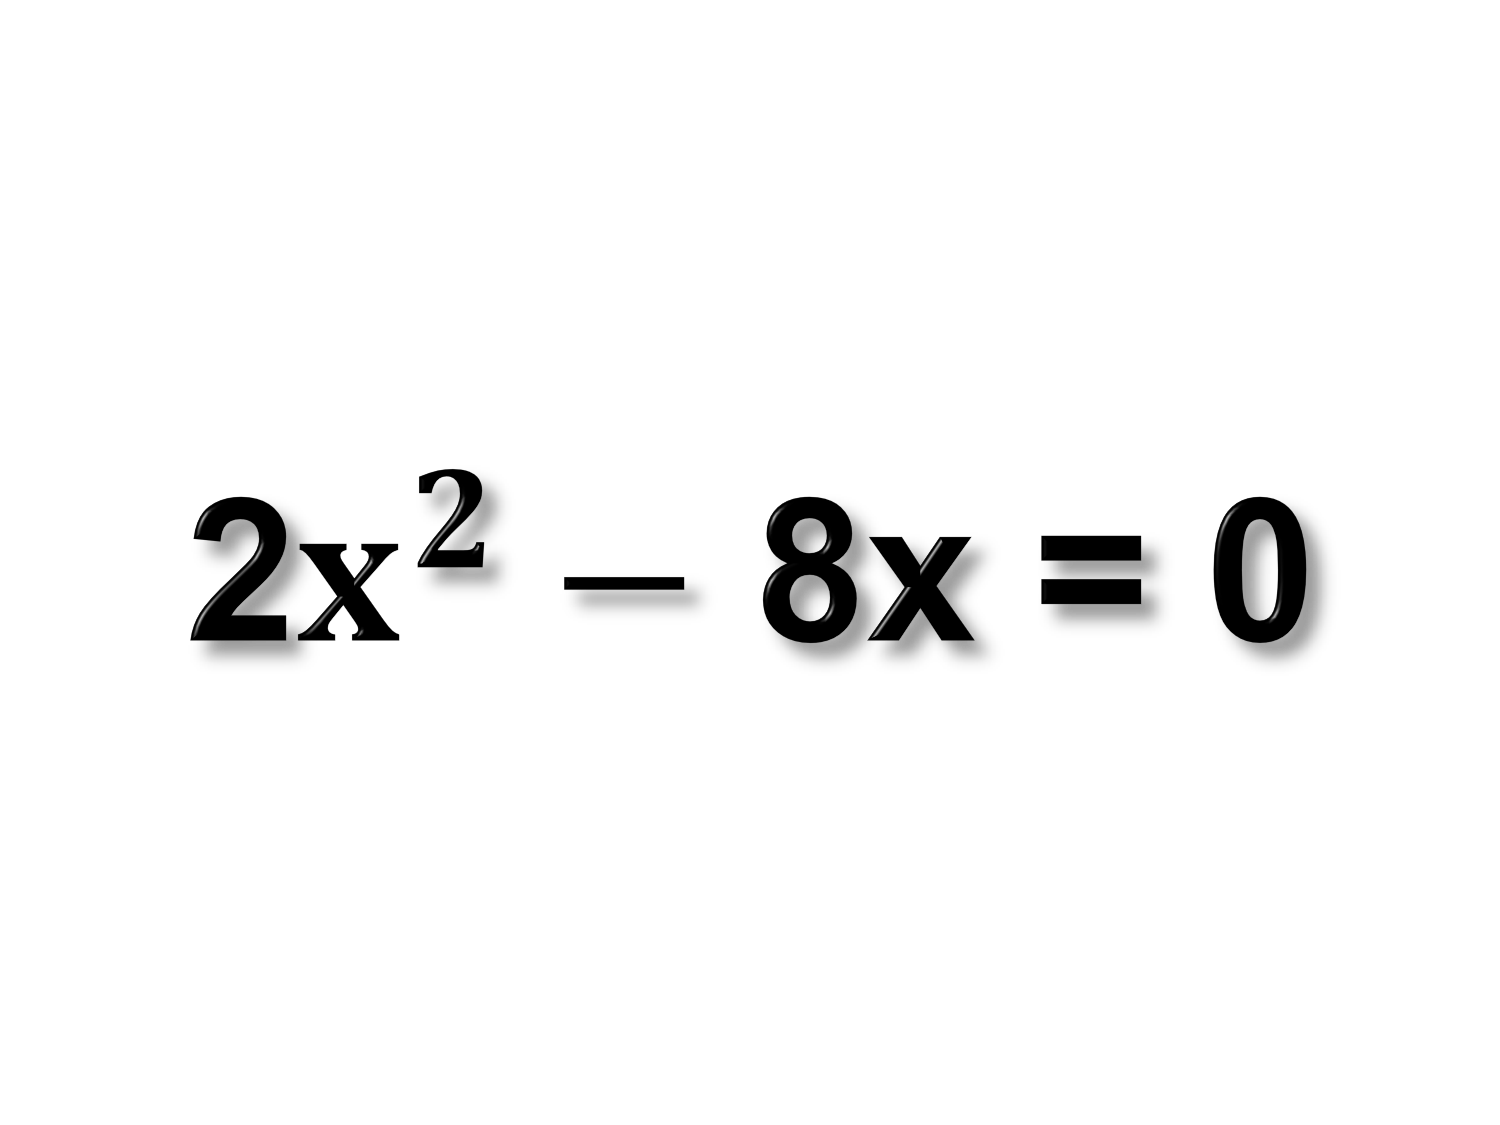 2x² − 8x = 0